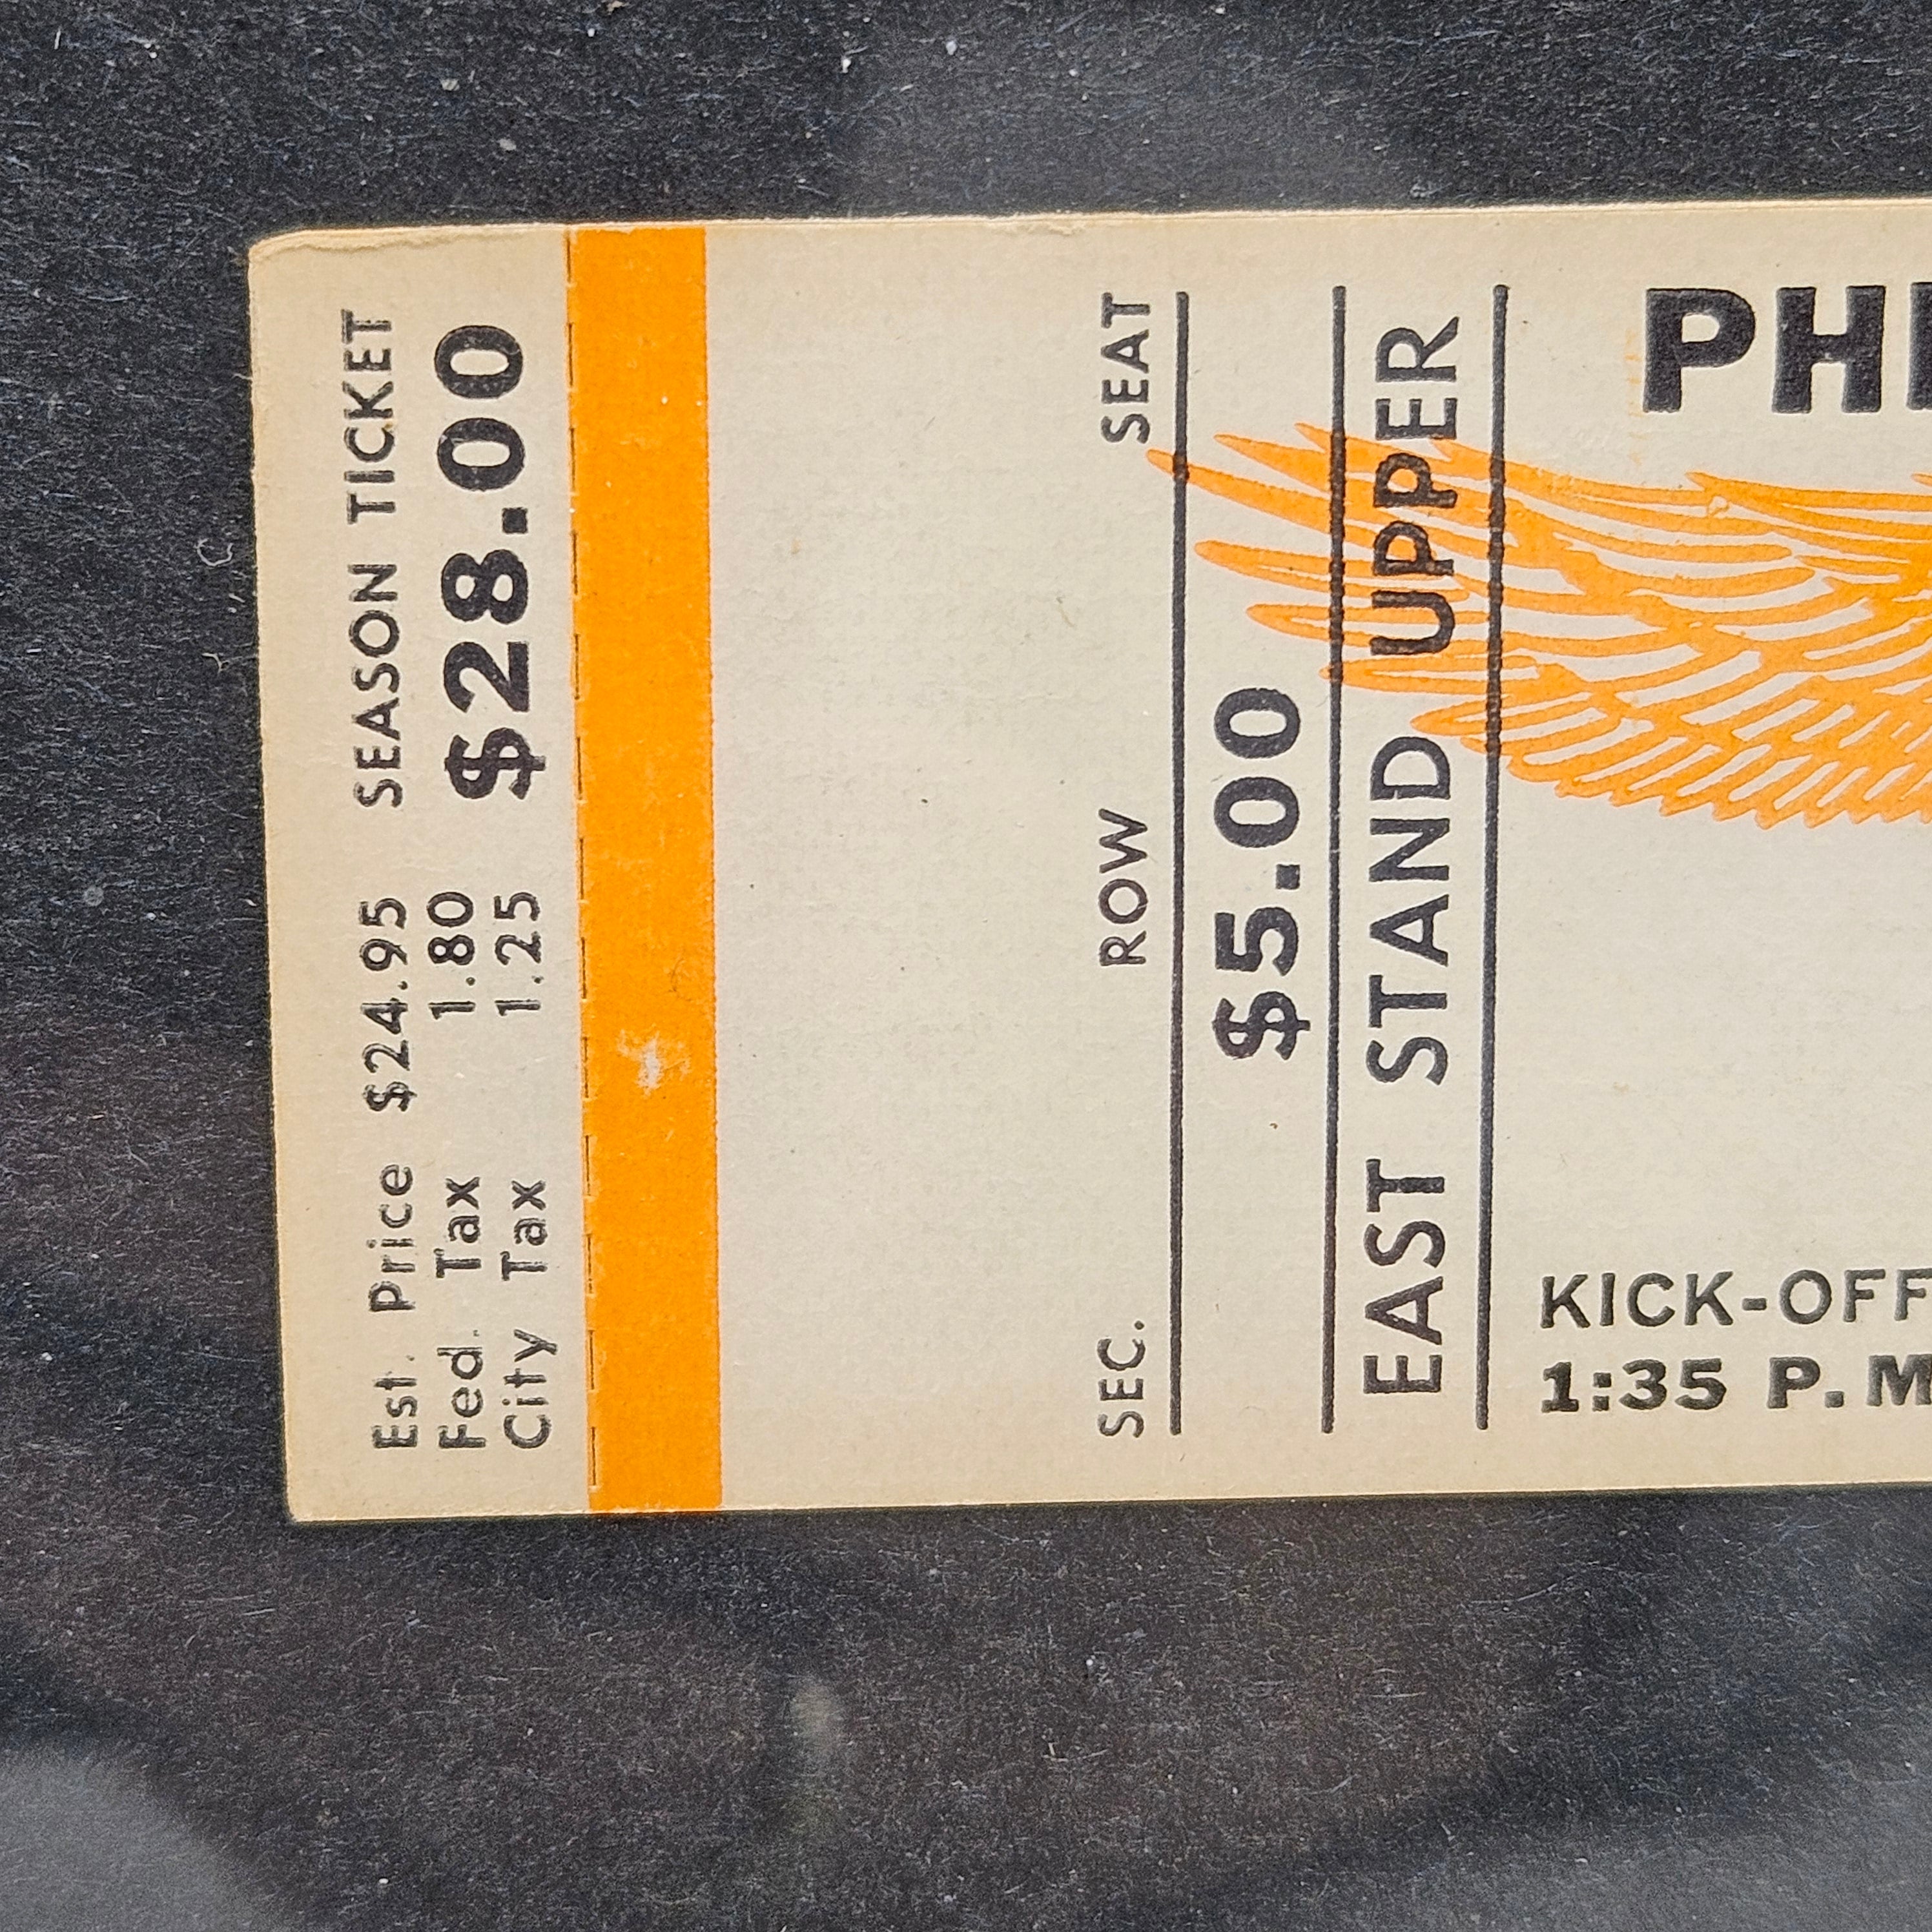 SEASON TICKET
$28.00
Est. Price $24.95
Fed. Tax 1.80
City Tax 1.25
SEC. ROW SEAT
$5.00
EAST STAND UPPER
PHI
KICK-OFF
1:35 P.M